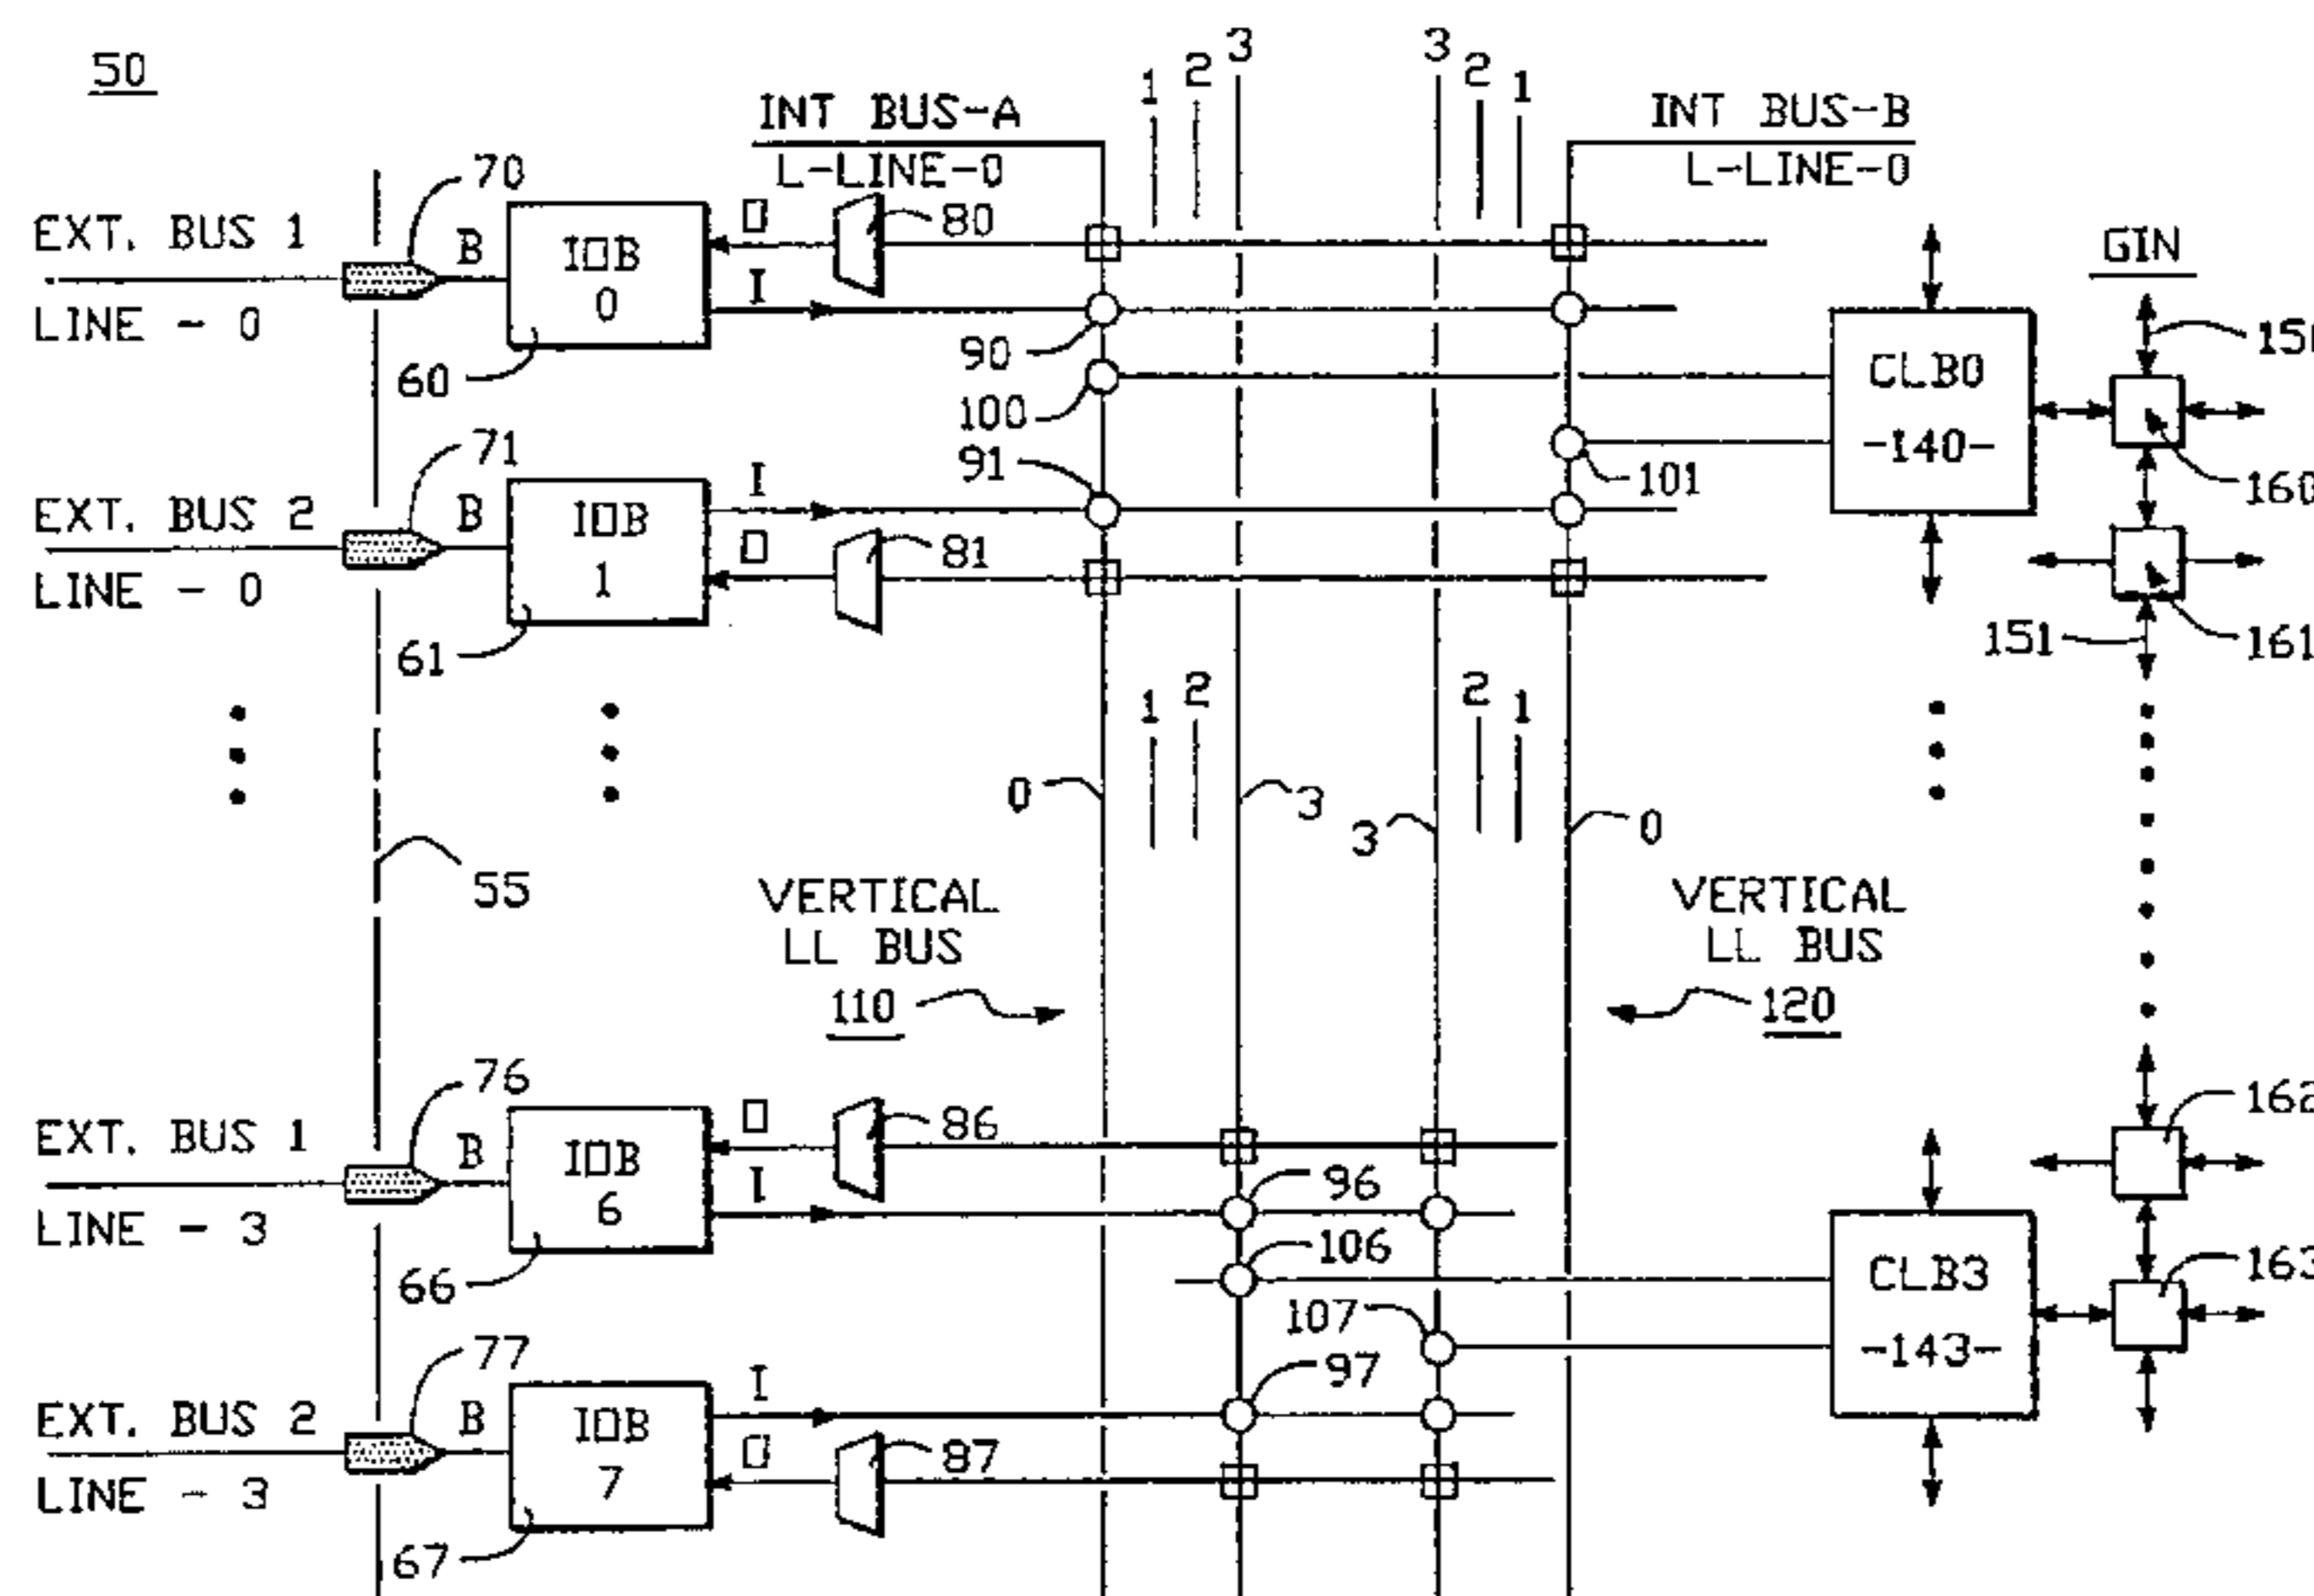 50
3 3
1 2 2 1
INT BUS-A
L-LINE-0
INT BUS-B
L-LINE-0
EXT. BUS 1
LINE - 0
70
B
IOB
0
60
O
I
80
90
100
CLB0
-140-
101
GIN
160
EXT. BUS 2
LINE - 0
71
B
IOB
1
61
I
O
81
91
151
161
1 2 2 1
0 3 3 0
55
VERTICAL
LL BUS
110
VERTICAL
LL BUS
120
EXT. BUS 1
LINE - 3
76
B
IOB
6
66
O
I
86
96
106
107
CLB3
-143-
162
163
EXT. BUS 2
LINE - 3
77
B
IOB
7
67
I
O
87
97